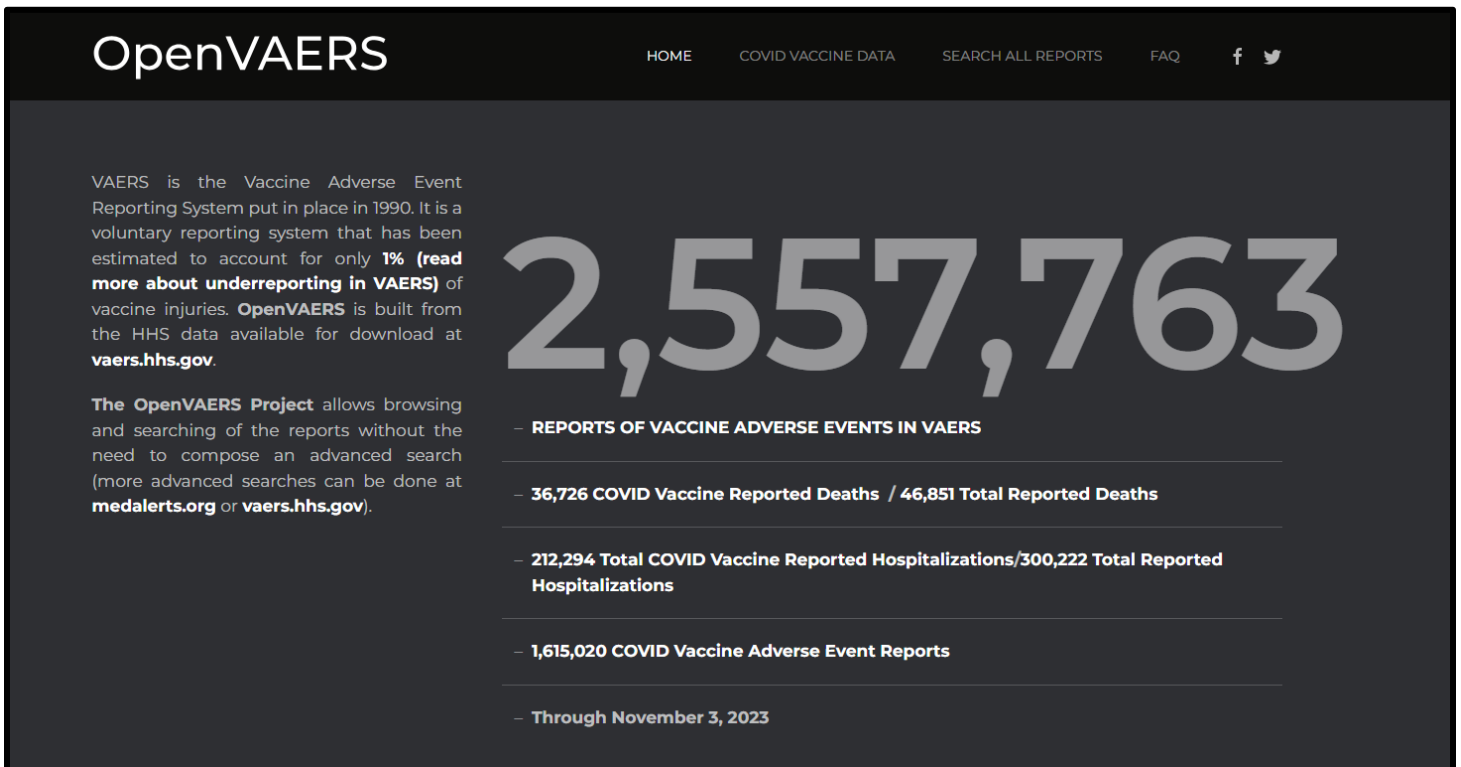 OpenVAERS
HOME COVID VACCINE DATA SEARCH ALL REPORTS FAQ
VAERS is the Vaccine Adverse Event
Reporting System put in place in 1990. It is a
voluntary reporting system that has been
estimated to account for only 1% (read
more about underreporting in VAERS) of
vaccine injuries. OpenVAERS is built from
the HHS data available for download at
vaers.hhs.gov.
The OpenVAERS Project allows browsing
and searching of the reports without the
need to compose an advanced search
(more advanced searches can be done at
medalerts.org or vaers.hhs.gov).
2,557,763
– REPORTS OF VACCINE ADVERSE EVENTS IN VAERS
– 36,726 COVID Vaccine Reported Deaths / 46,851 Total Reported Deaths
– 212,294 Total COVID Vaccine Reported Hospitalizations/300,222 Total Reported
Hospitalizations
– 1,615,020 COVID Vaccine Adverse Event Reports
– Through November 3, 2023